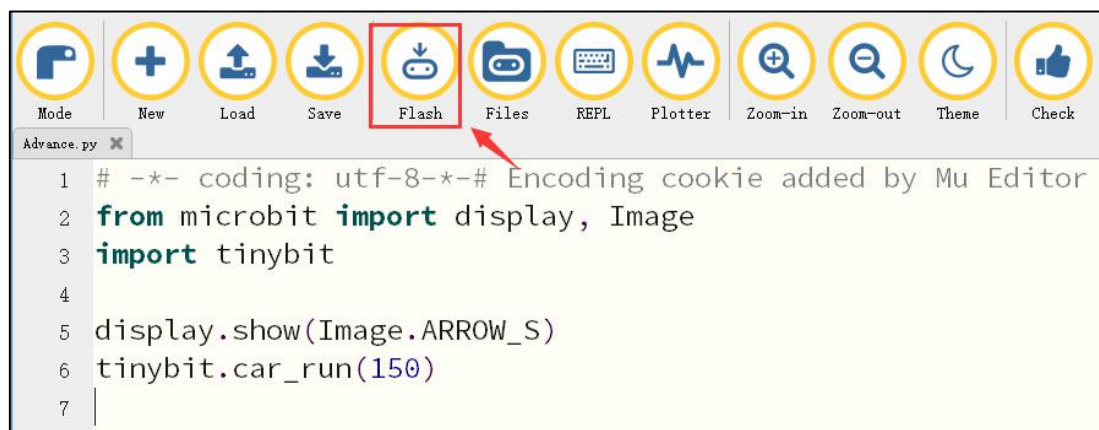 Mode New Load Save Flash Files REPL Plotter Zoom-in Zoom-out Theme Check
Advance.py
1 # -*- coding: utf-8-*-# Encoding cookie added by Mu Editor
2 from microbit import display, Image
3 import tinybit
4
5 display.show(Image.ARROW_S)
6 tinybit.car_run(150)
7